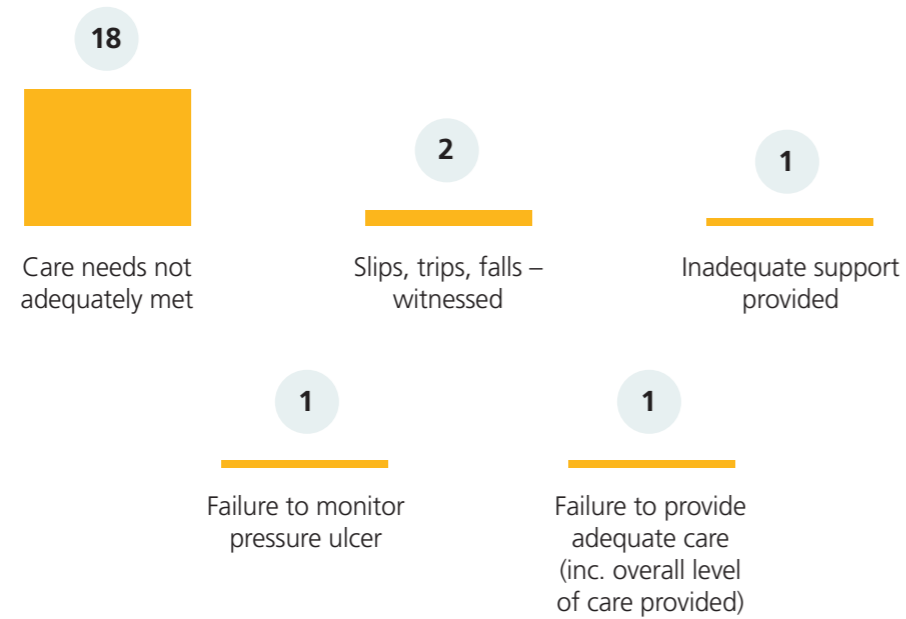 18
Care needs not
adequately met
2
Slips, trips, falls –
witnessed
1
Inadequate support
provided
1
Failure to monitor
pressure ulcer
1
Failure to provide
adequate care
(inc. overall level
of care provided)